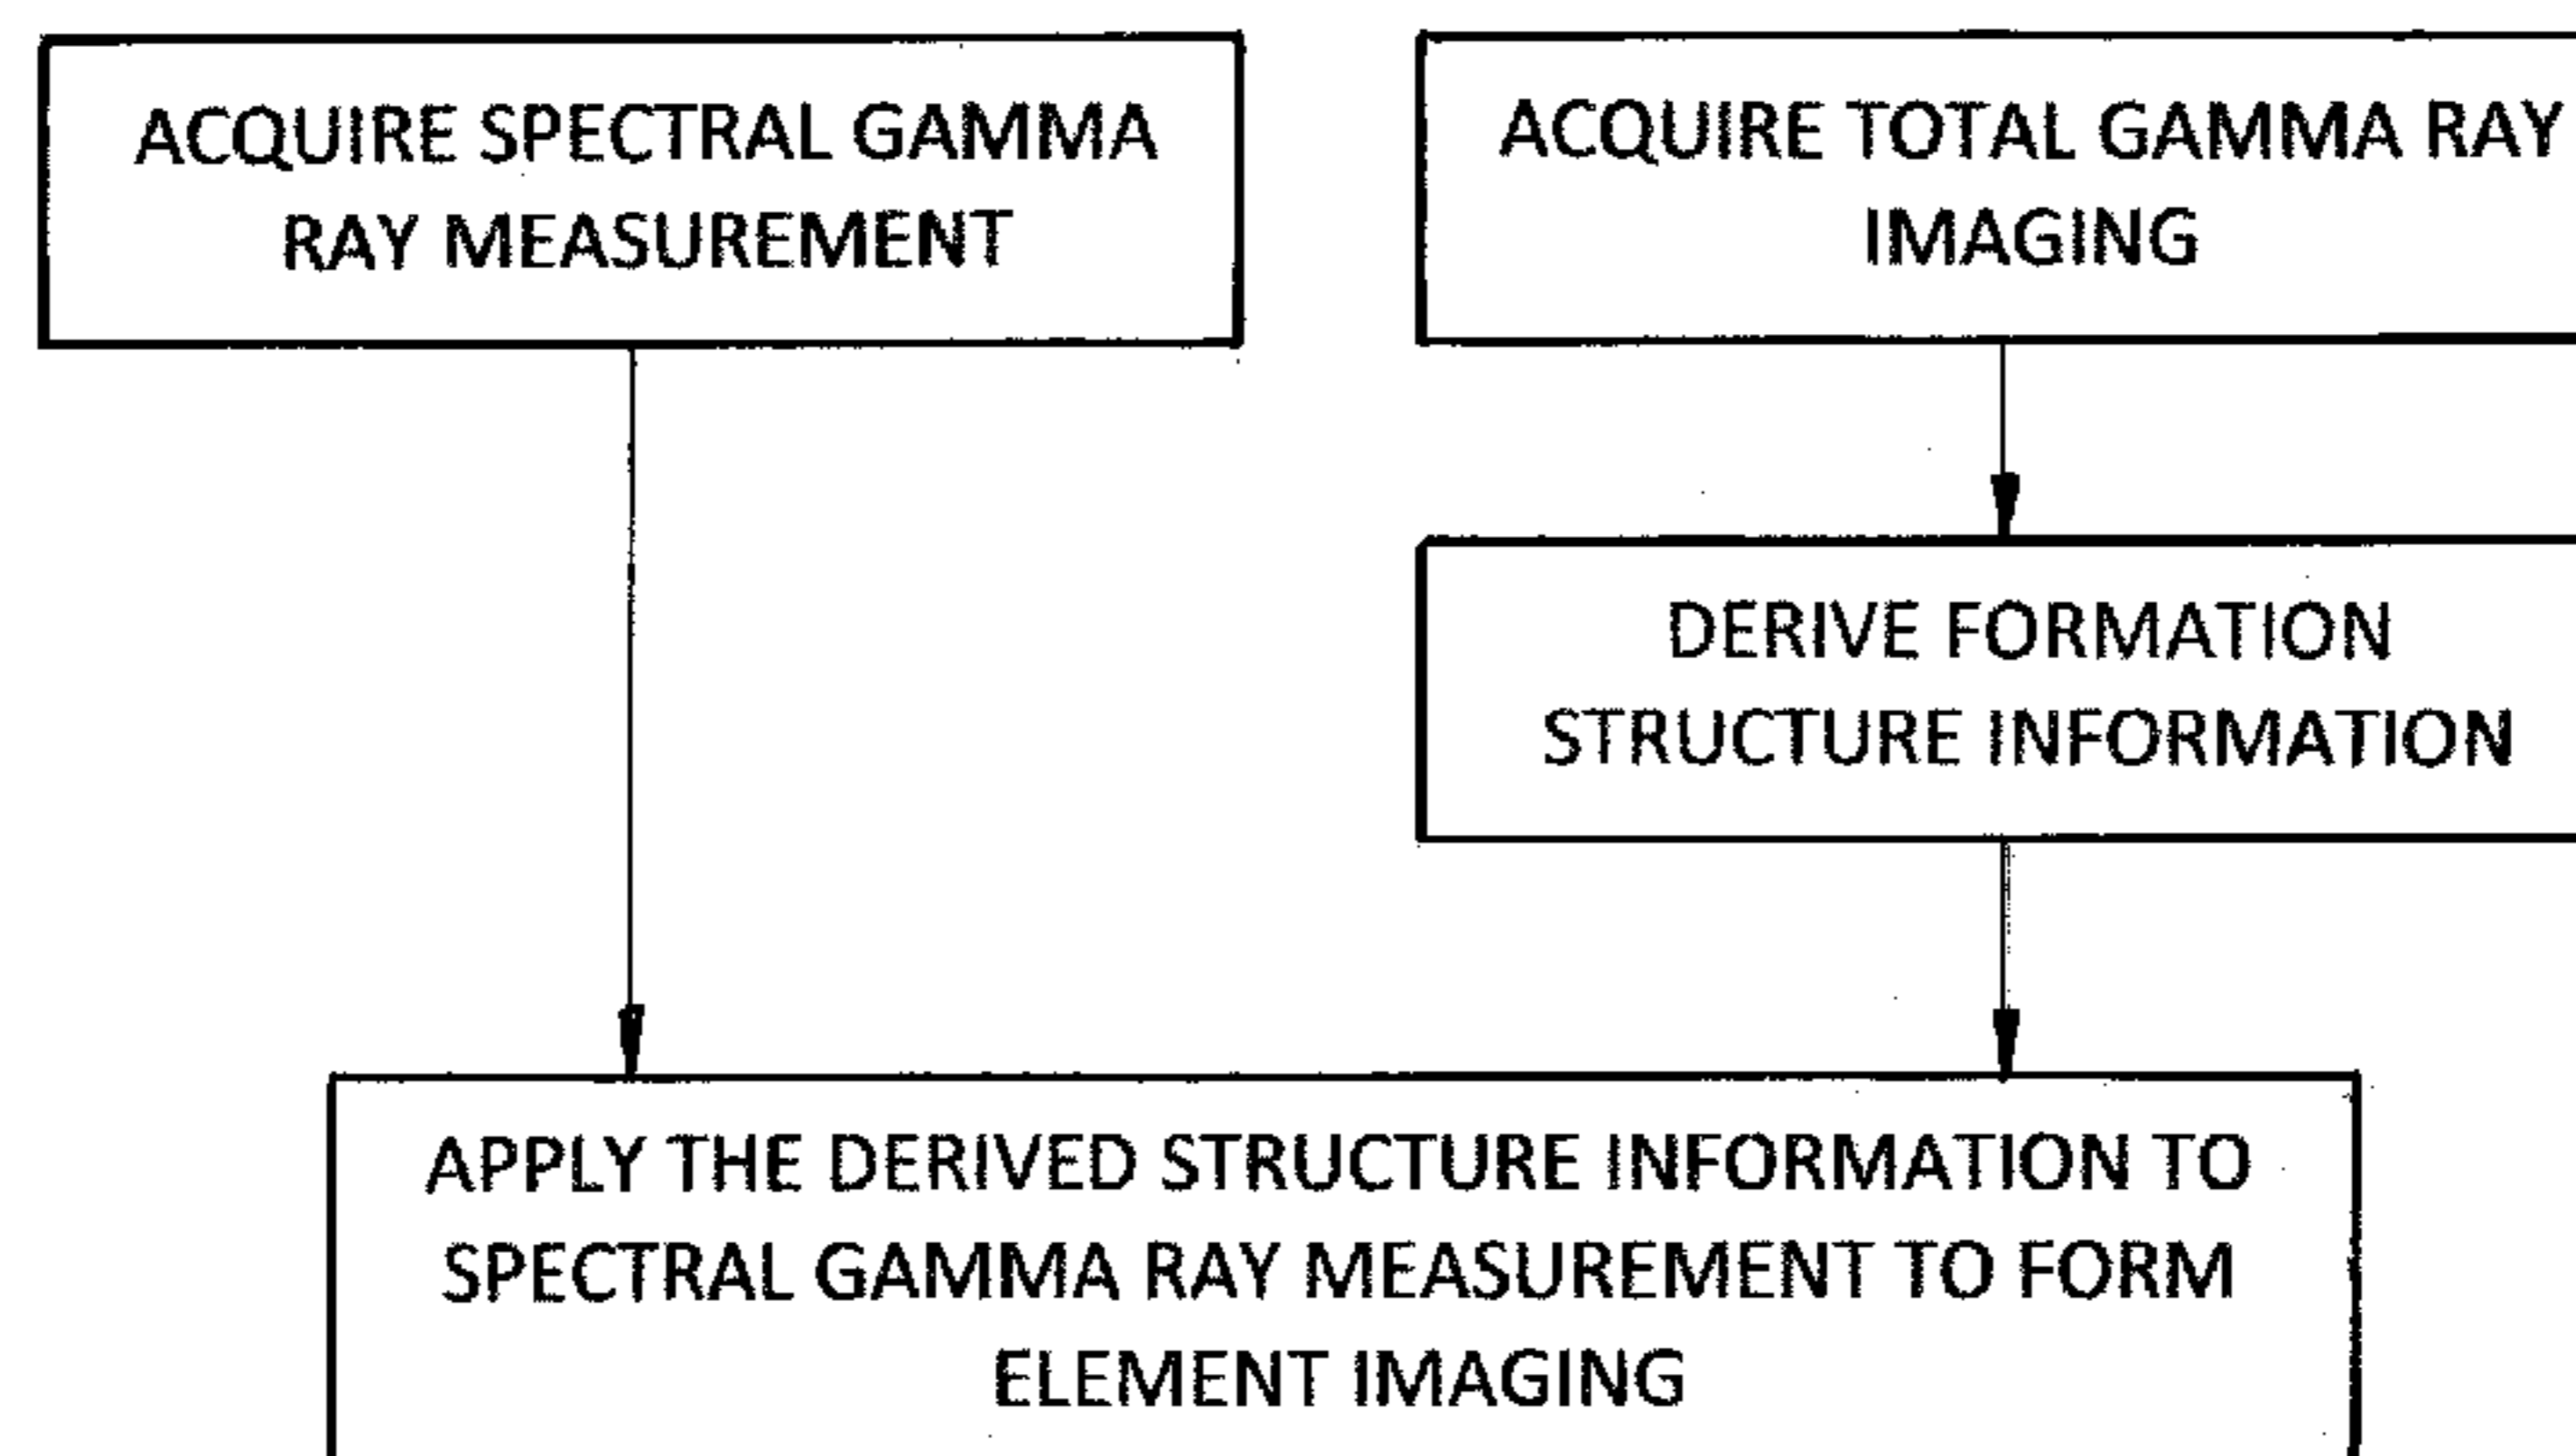 ACQUIRE SPECTRAL GAMMA
RAY MEASUREMENT
ACQUIRE TOTAL GAMMA RAY
IMAGING
DERIVE FORMATION
STRUCTURE INFORMATION
APPLY THE DERIVED STRUCTURE INFORMATION TO
SPECTRAL GAMMA RAY MEASUREMENT TO FORM
ELEMENT IMAGING